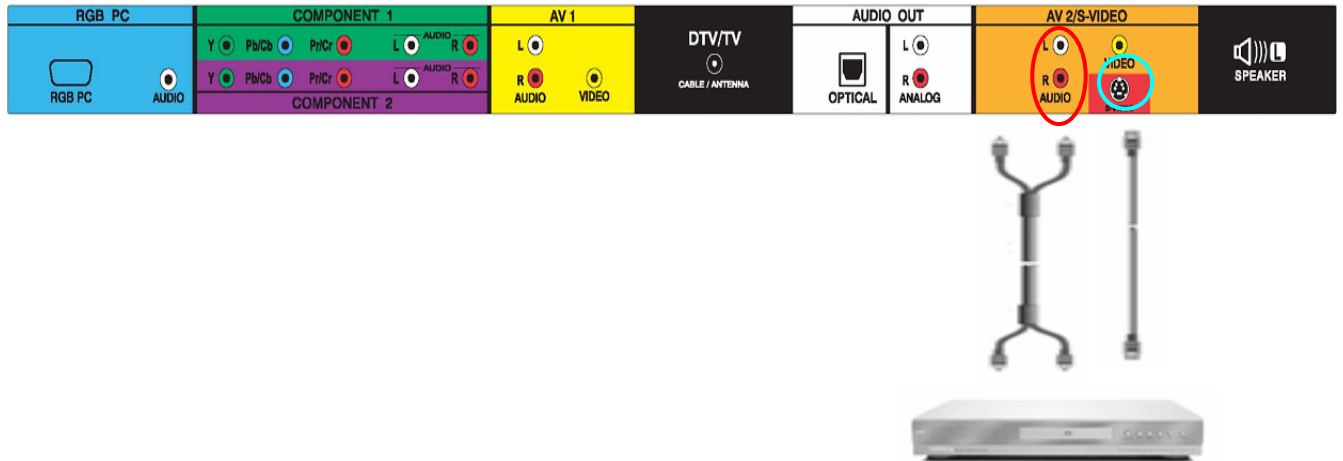 RGB PC
RGB PC
AUDIO
COMPONENT 1
Y Pb/Cb Pr/Cr L AUDIO R
Y Pb/Cb Pr/Cr L AUDIO R
COMPONENT 2
AV 1
L
R
AUDIO VIDEO
DTV/TV
CABLE / ANTENNA
AUDIO OUT
OPTICAL
L
R
ANALOG
AV 2/S-VIDEO
L
R
AUDIO
VIDEO
L
SPEAKER